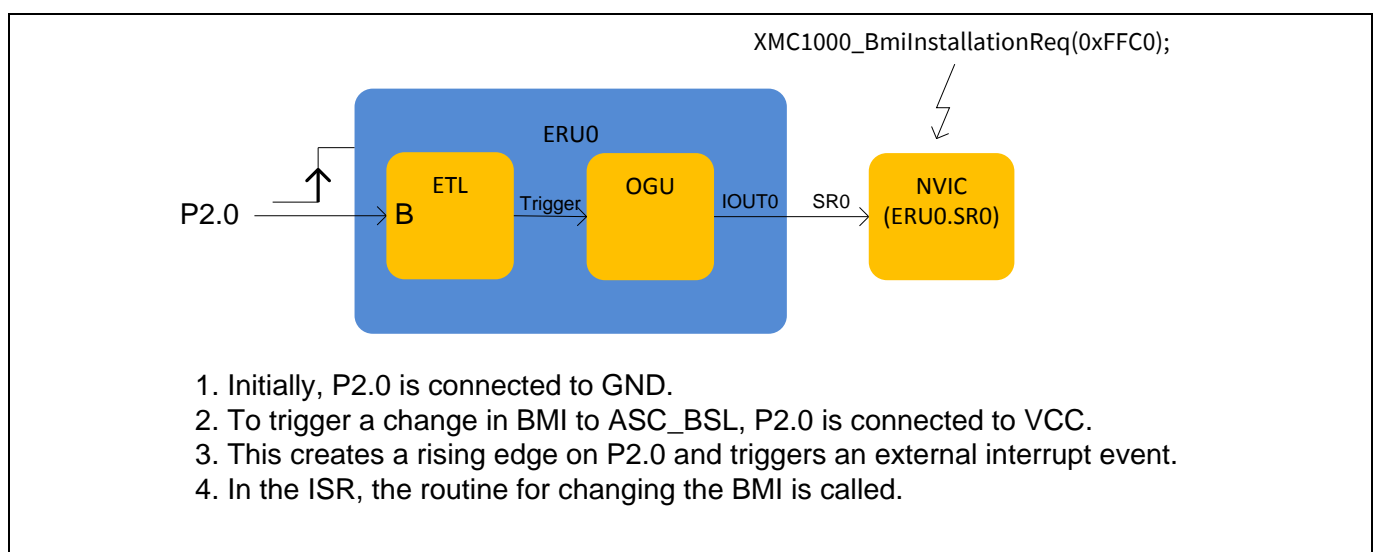 XMC1000_BmiInstallationReq(0xFFC0);
ERU0
ETL
OGU
NVIC
(ERU0.SR0)
P2.0
B
Trigger
IOUT0
SR0
1. Initially, P2.0 is connected to GND.
2. To trigger a change in BMI to ASC_BSL, P2.0 is connected to VCC.
3. This creates a rising edge on P2.0 and triggers an external interrupt event.
4. In the ISR, the routine for changing the BMI is called.